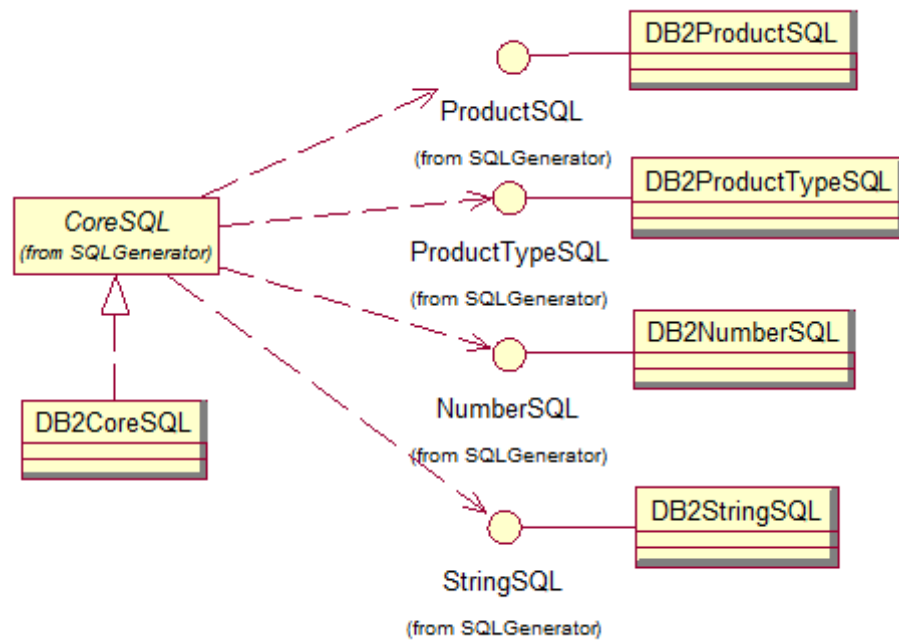 DB2ProductSQL
ProductSQL
(from SQLGenerator)
DB2ProductTypeSQL
CoreSQL
(from SQLGenerator)
ProductTypeSQL
(from SQLGenerator)
DB2NumberSQL
DB2CoreSQL
NumberSQL
(from SQLGenerator)
DB2StringSQL
StringSQL
(from SQLGenerator)